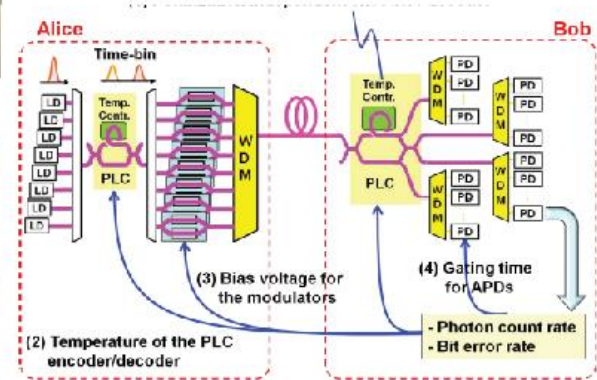 Alice
Bob
Time-bin
Temp.
Contr.
PLC
LD
LD
LD
LD
LD
LD
LD
LD
WDM
Temp.
Contr.
PLC
WDM
PD
PD
PD
WDM
PD
PD
PD
WDM
PD
PD
PD
WDM
PD
PD
PD
(3) Bias voltage for
the modulators
(4) Gating time
for APDs
(2) Temperature of the PLC
encoder/decoder
- Photon count rate
- Bit error rate